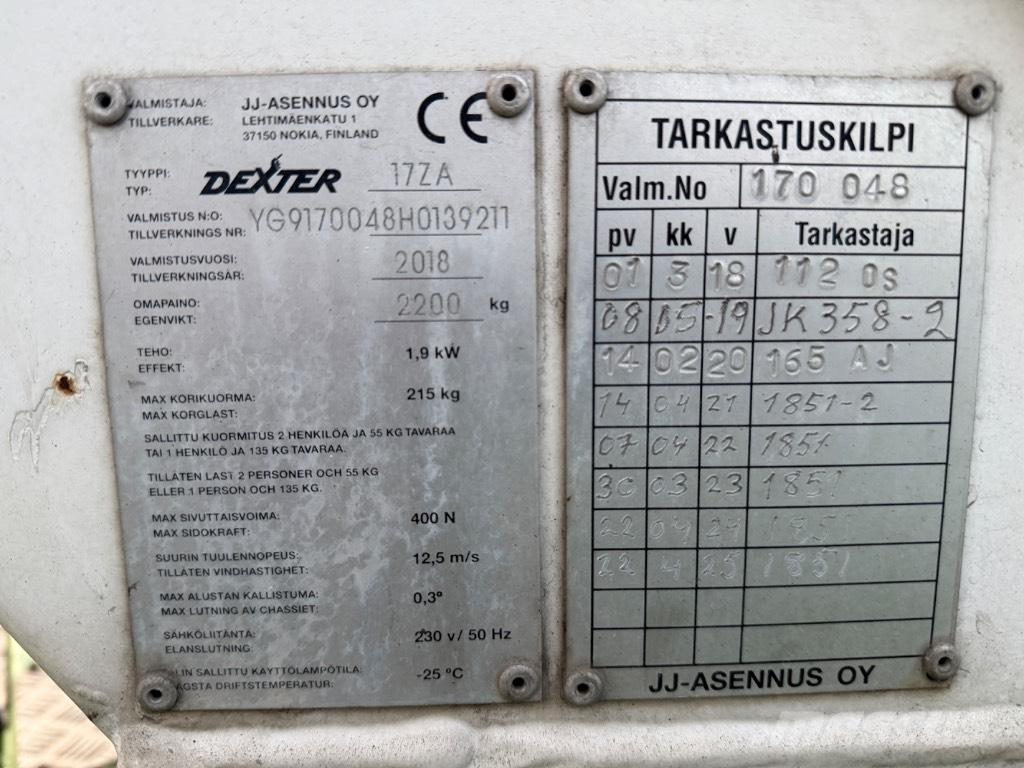 VALMISTAJA: JJ-ASENNUS OY
TILLVERKARE: LEHTIMÄENKATU 1
37150 NOKIA, FINLAND
CE
TYYPPI: DEXTER 17ZA
TYP:
VALMISTUS N:O: YG9170048H0139211
TILLVERKNINGS NR:
VALMISTUSVUOSI: 2018
TILLVERKNINGSÅR:
OMAPAINO: 2200 kg
EGENVIKT:
TEHO: 1,9 kW
EFFEKT:
MAX KORIKUORMA: 215 kg
MAX KORGLAST:
SALLITTU KUORMITUS 2 HENKILÖÄ JA 55 KG TAVARAA
TAI 1 HENKILÖ JA 135 KG TAVARAA.
TILLÅTEN LAST 2 PERSONER OCH 55 KG
ELLER 1 PERSON OCH 135 KG.
MAX SIVUTTAISVOIMA: 400 N
MAX SIDOKRAFT:
SUURIN TUULENNOPEUS: 12,5 m/s
TILLÅTEN VINDHASTIGHET:
MAX ALUSTAN KALLISTUMA: 0,3°
MAX LUTNING AV CHASSIET:
SÄHKÖLIITÄNTÄ: 230 v/ 50 Hz
ELANSLUTNING:
SALLITTU KÄYTTÖLÄMPÖTILA: -25 °C
DRIFTSTEMPERATUR:
TARKASTUSKILPI
Valm.No 170 048
pv kk v Tarkastaja
01 3 18 112 OS
08 05-19 JK 358-2
14 02 20 165 AJ
14 04 21 1851-2
07 04 22 1851
30 03 23 1851
22 04 24 185
22 4 25 1851
JJ-ASENNUS OY